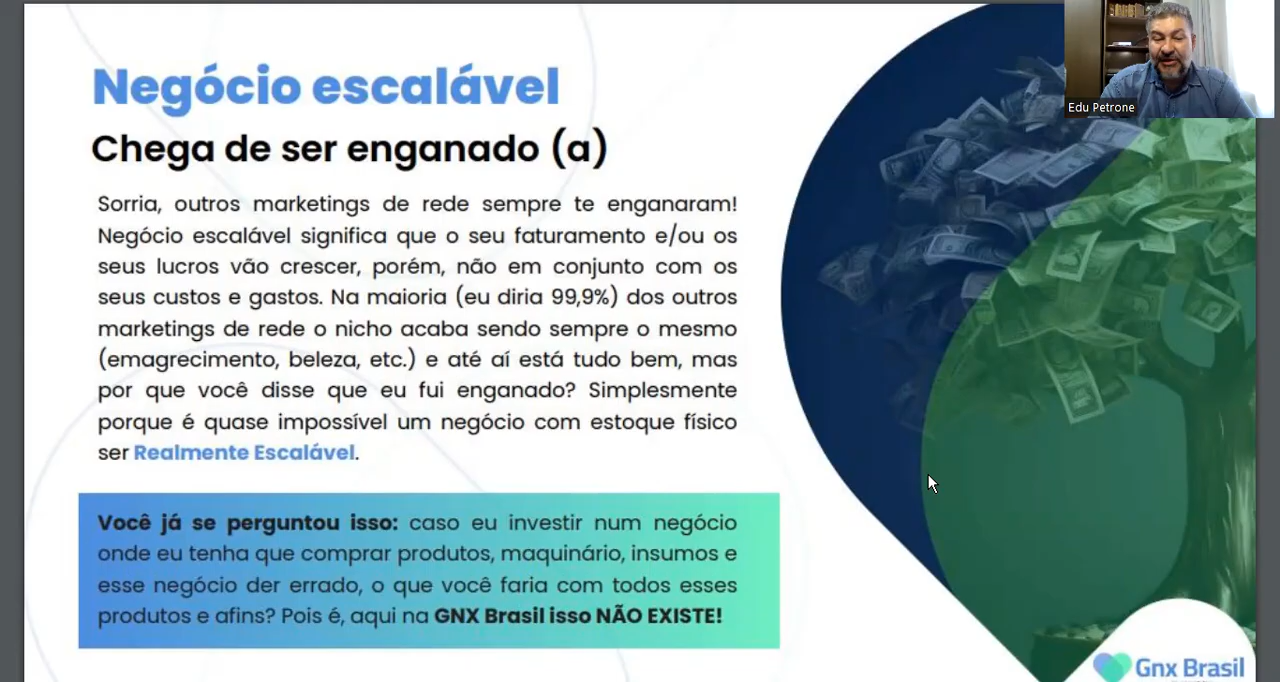 Negócio escalável
Edu Petrone
Chega de ser enganado (a)
Sorria, outros marketings de rede sempre te enganaram!
Negócio escalável significa que o seu faturamento e/ou os
seus lucros vão crescer, porém, não em conjunto com os
seus custos e gastos. Na maioria (eu diria 99,9%) dos outros
marketings de rede o nicho acaba sendo sempre o mesmo
(emagrecimento, beleza, etc.) e até aí está tudo bem, mas
por que você disse que eu fui enganado? Simplesmente
porque é quase impossível um negócio com estoque físico
ser Realmente Escalável.
Você já se perguntou isso: caso eu investir num negócio
onde eu tenha que comprar produtos, maquinário, insumos e
esse negócio der errado, o que você faria com todos esses
produtos e afins? Pois é, aqui na GNX Brasil isso NÃO EXISTE!
Gnx Brasil